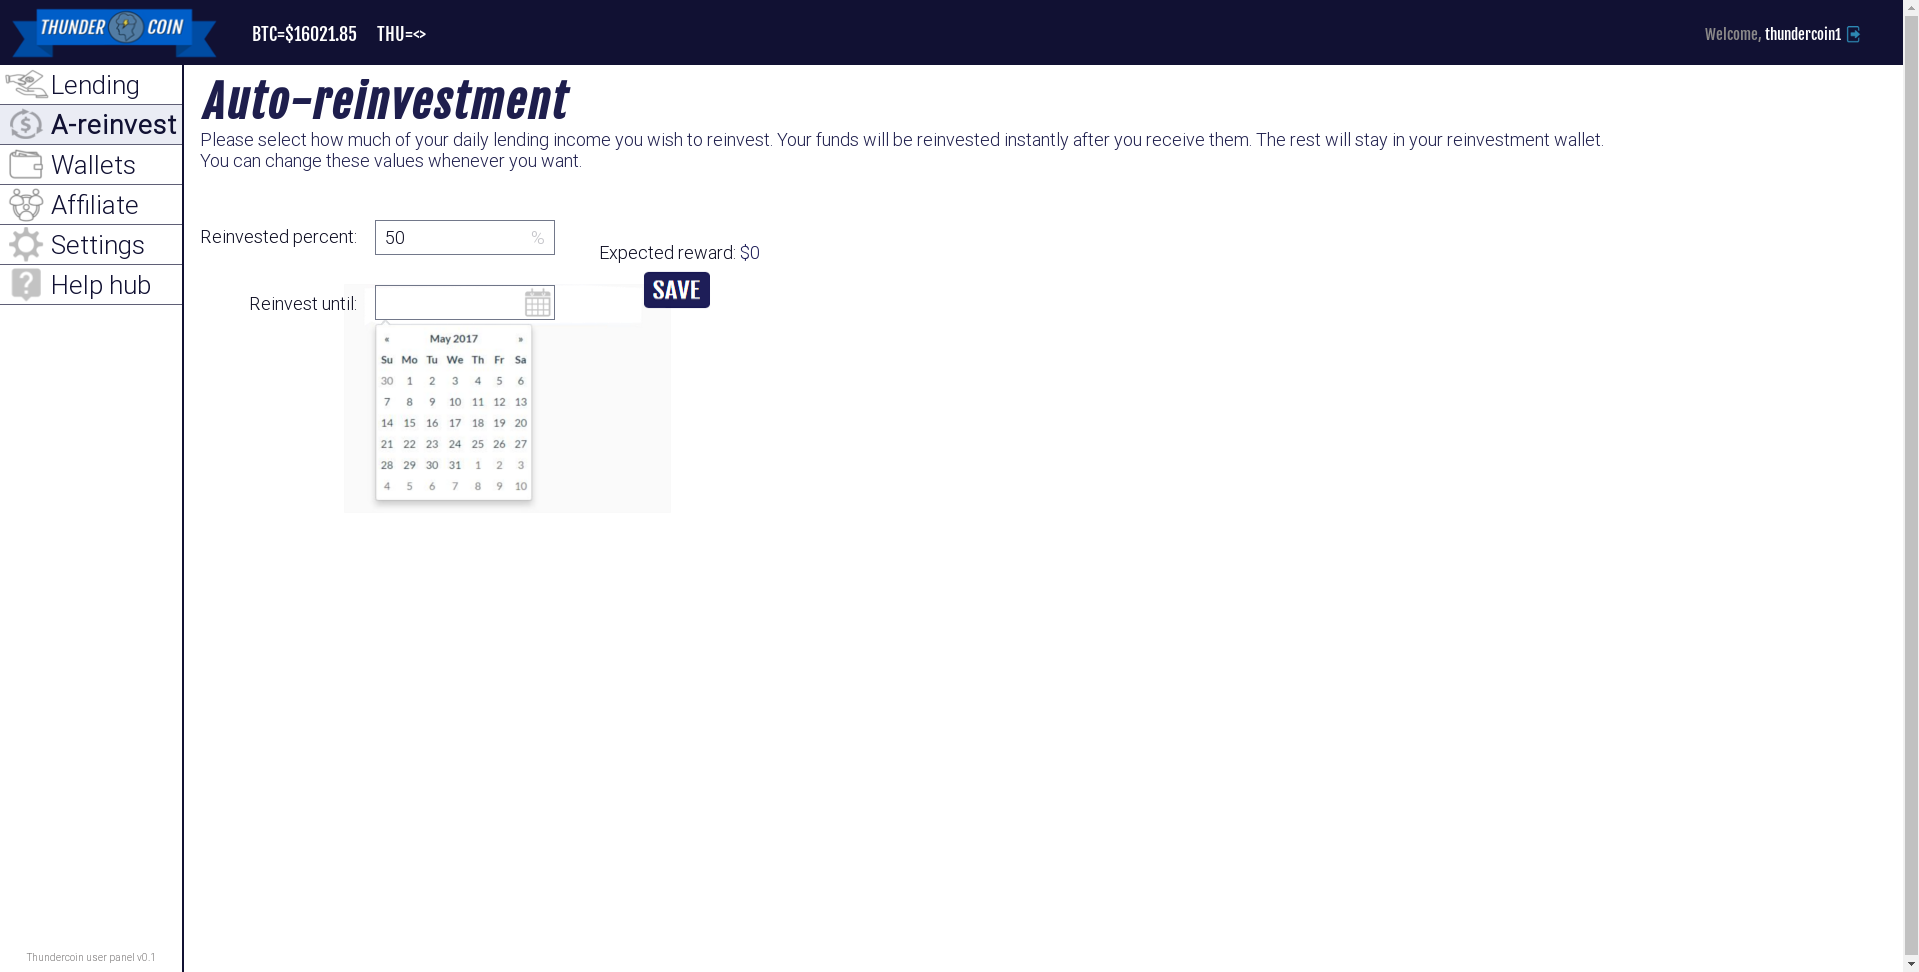 THUNDER COIN
BTC=$16021.85 THU=<>
Welcome, thundercoin1
Lending
A-reinvest
Wallets
Affiliate
Settings
Help hub
Auto-reinvestment
Please select how much of your daily lending income you wish to reinvest. Your funds will be reinvested instantly after you receive them. The rest will stay in your reinvestment wallet.
You can change these values whenever you want.
Reinvested percent: 50 %
Expected reward: $0
SAVE
Reinvest until:
« May 2017 »
Su Mo Tu We Th Fr Sa
30 1 2 3 4 5 6
7 8 9 10 11 12 13
14 15 16 17 18 19 20
21 22 23 24 25 26 27
28 29 30 31 1 2 3
4 5 6 7 8 9 10
Thundercoin user panel v0.1